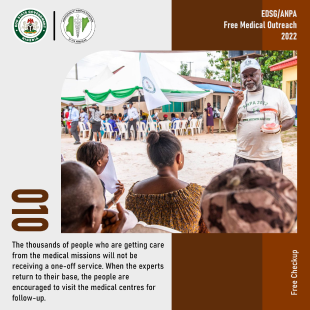 EDSG/ANPA
Free Medical Outreach
2022
010
The thousands of people who are getting care
from the medical missions will not be
receiving a one-off service. When the experts
return to their base, the people are
encouraged to visit the medical centres for
follow-up.
Free Checkup